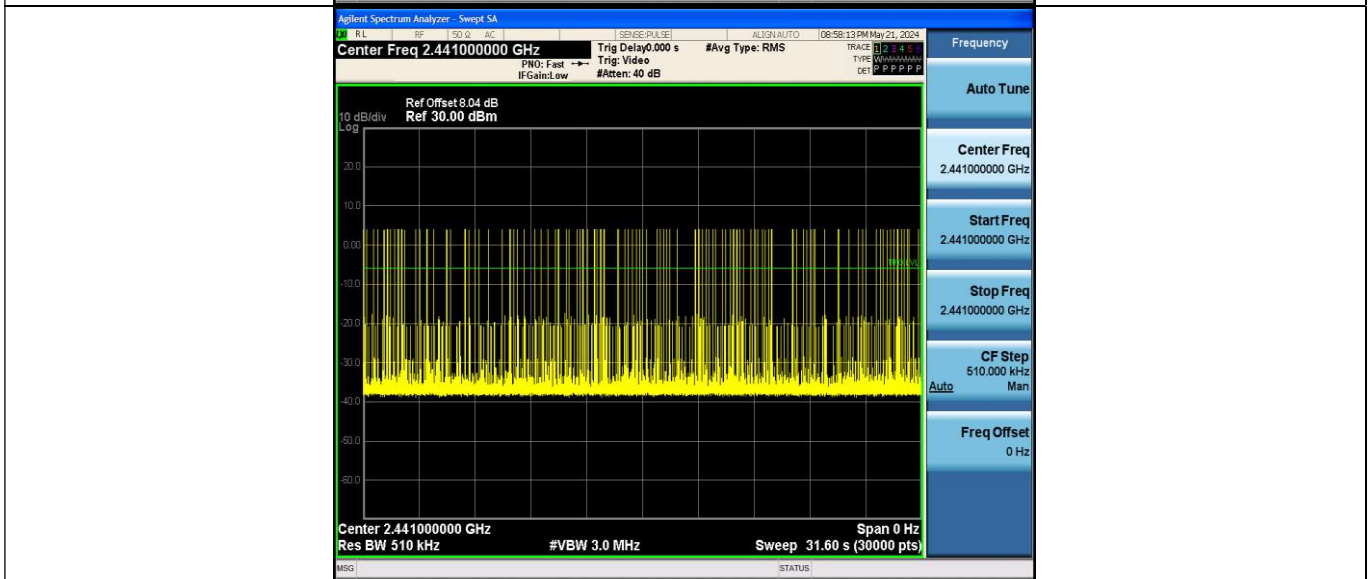 Agilent Spectrum Analyzer - Swept SA
RL RF 50 Ω AC SENSE:PULSE ALIGN AUTO 08:58:13 PM May 21, 2024
Center Freq 2.441000000 GHz
PNO: Fast
IFGain:Low
Trig Delay0.000 s
Trig: Video
#Atten: 40 dB
#Avg Type: RMS
TRACE 1 2 3 4 5 6
TYPE
DET P P P P P P
Ref Offset 8.04 dB
10 dB/div Ref 30.00 dBm
Log
20.0
10.0
0.00
-10.0
-20.0
-30.0
-40.0
-50.0
-60.0
Center 2.441000000 GHz Span 0 Hz
Res BW 510 kHz #VBW 3.0 MHz Sweep 31.60 s (30000 pts)
MSG STATUS
Frequency
Auto Tune
Center Freq
2.441000000 GHz
Start Freq
2.441000000 GHz
Stop Freq
2.441000000 GHz
CF Step
510.000 kHz
Auto Man
Freq Offset
0 Hz